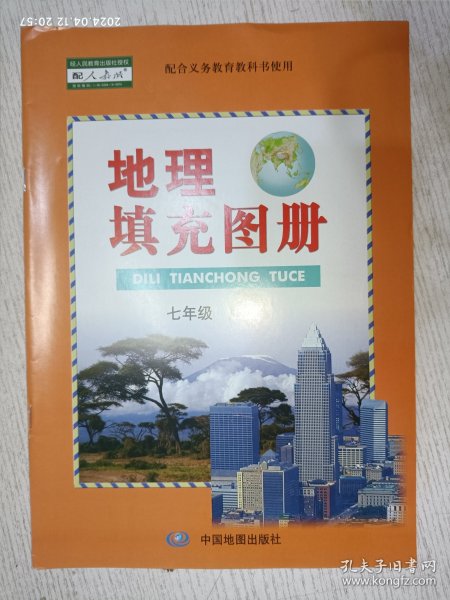 2024.04.12 20:57
经人民教育出版社授权
配人教版®
配合义务教育教科书使用
地理
填充图册
DILI TIANCHONG TUCE
七年级
中国地图出版社
孔夫子旧书网
www.kongfz.com